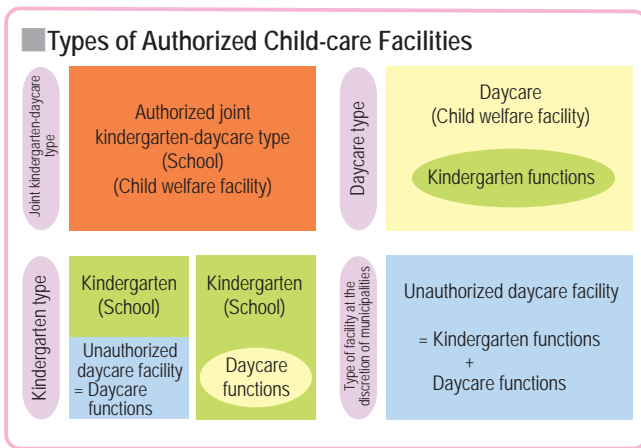 Types of Authorized Child-care Facilities
Joint kindergarten-daycare
type
Authorized joint
kindergarten-daycare type
(School)
(Child welfare facility)
Daycare type
Daycare
(Child welfare facility)
Kindergarten functions
Kindergarten type
Kindergarten
(School)
Unauthorized
daycare facility
= Daycare
functions
Kindergarten
(School)
Daycare
functions
Type of facility at the
discretion of municipalities
Unauthorized daycare facility
= Kindergarten functions
+
Daycare functions